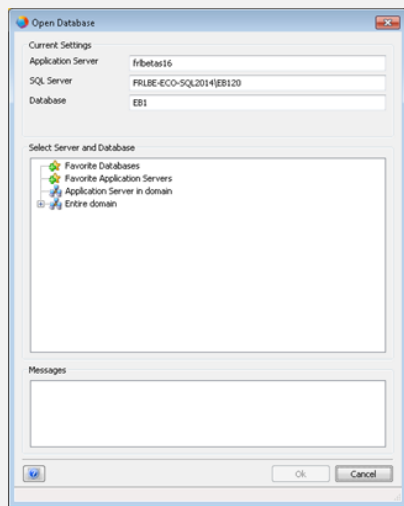 Open Database
Current Settings
Application Server frlbetas16
SQL Server FRLBE-ECO-SQL2014\EB120
Database EB1
Select Server and Database
Favorite Databases
Favorite Application Servers
Application Server in domain
Entire domain
Messages
Ok Cancel